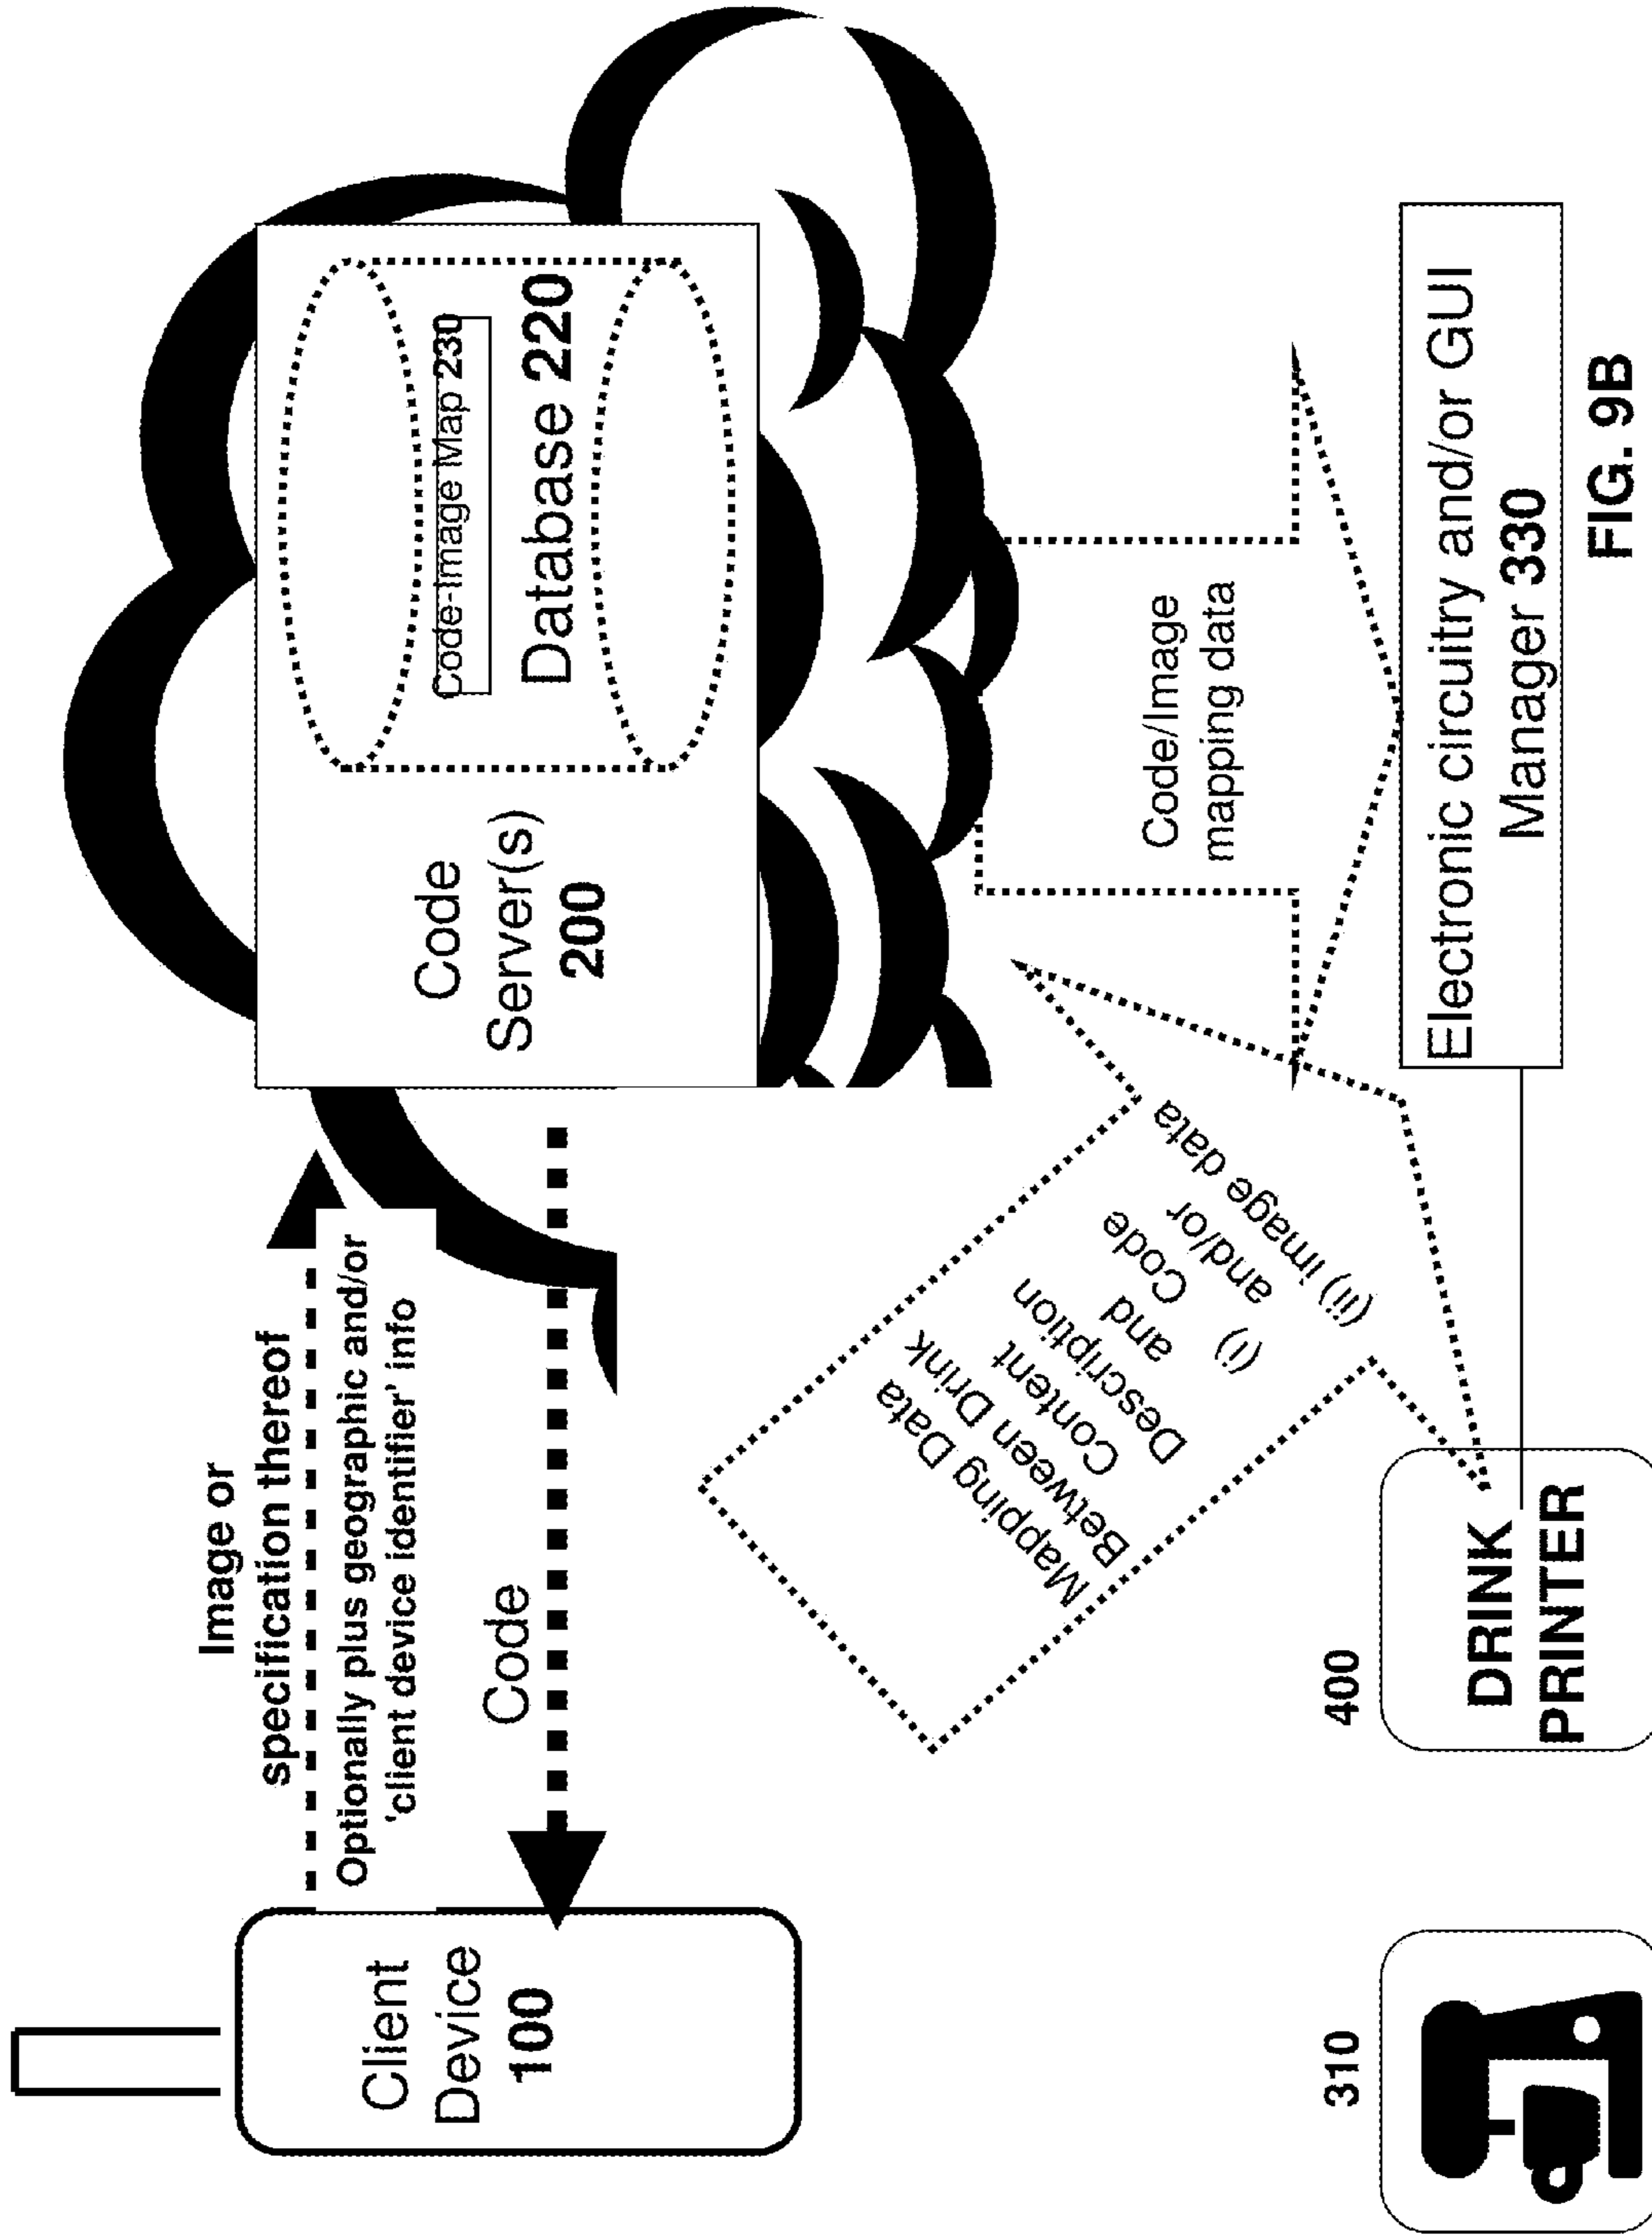 Image or
specification thereof
Optionally plus geographic and/or
'client device identifier' info
Client
Device
100
Code
Code
Server(s)
200
Code-Image Map 230
Database 220
Mapping Data
Between Drink
Content
Description
and
Code
(i)
and/or
(ii) Image data
Code/Image
mapping data
310
400
DRINK
PRINTER
Electronic circuitry and/or GUI
Manager 330
FIG. 9B